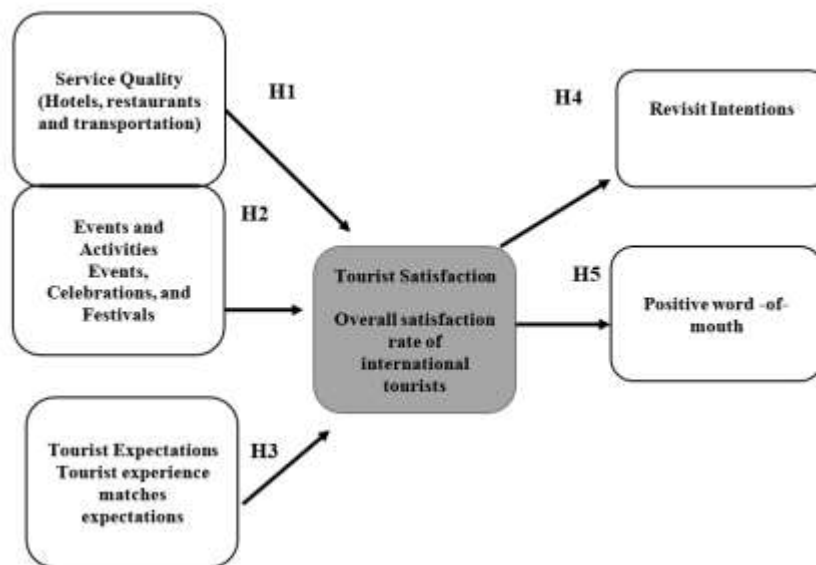 Service Quality
(Hotels, restaurants
and transportation)
H1
H2
Events and
Activities
Events,
Celebrations, and
Festivals
Tourist Expectations
Tourist experience
matches
expectations
H3
Tourist Satisfaction
Overall satisfaction
rate of
international
tourists
H4
Revisit Intentions
H5
Positive word -of-
mouth